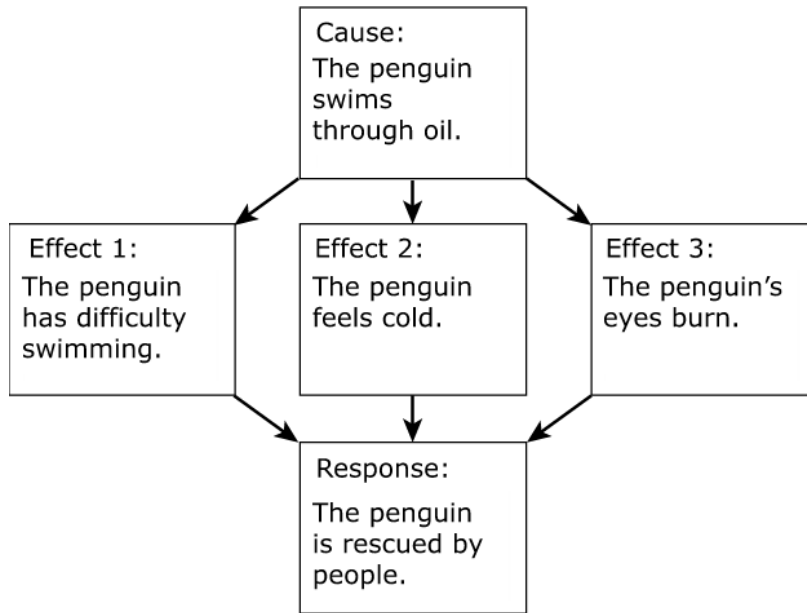 Cause:
The penguin
swims
through oil.
Effect 1:
The penguin
has difficulty
swimming.
Effect 2:
The penguin
feels cold.
Effect 3:
The penguin’s
eyes burn.
Response:
The penguin
is rescued by
people.